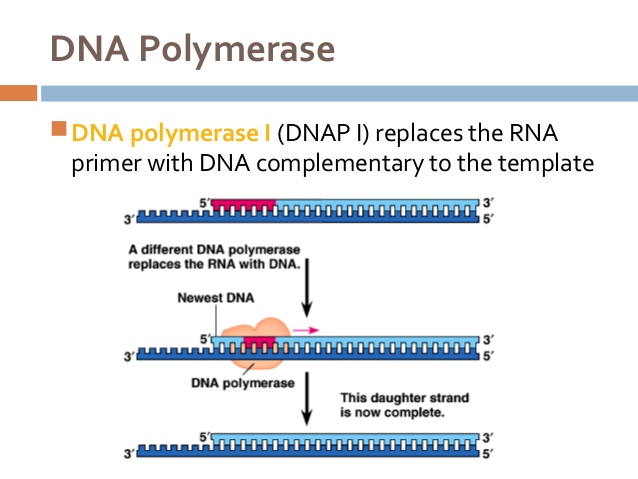 DNA Polymerase
DNA polymerase I (DNAP I) replaces the RNA
primer with DNA complementary to the template
5′ 3′
3′ 5′
A different DNA polymerase
replaces the RNA with DNA.
Newest DNA
5′ 3′
3′ 5′
DNA polymerase
This daughter strand
is now complete.
5′ 3′
3′ 5′